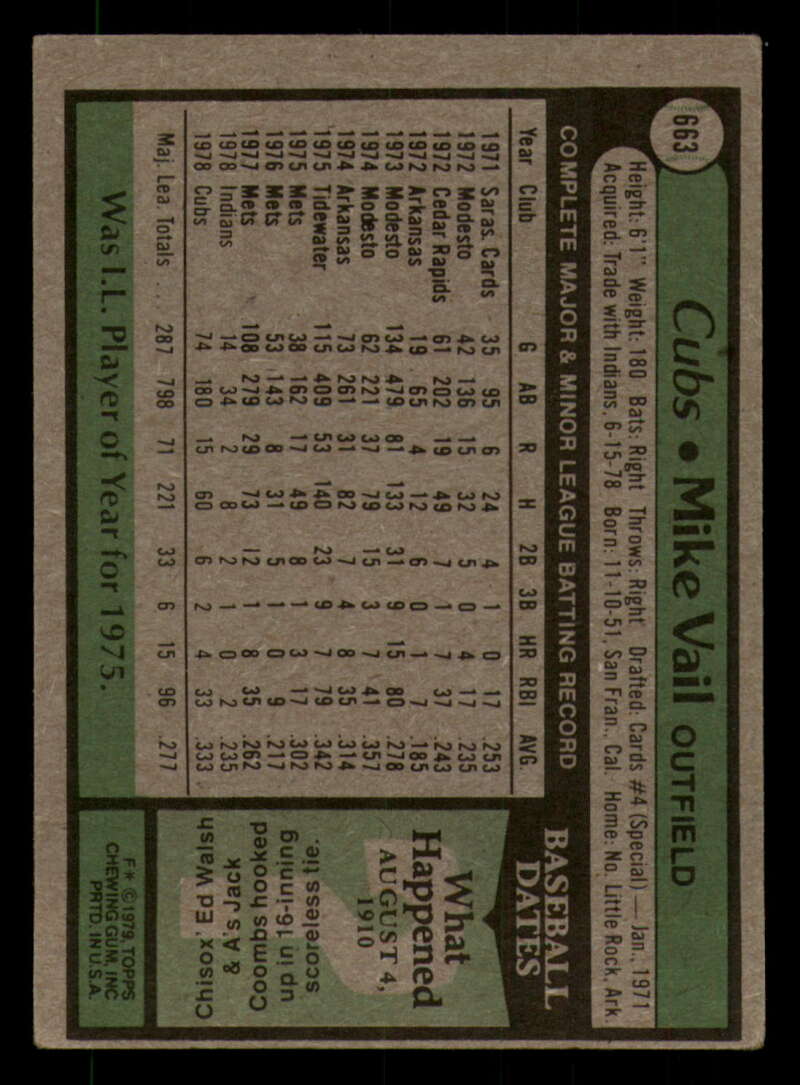 663
Cubs • Mike Vail OUTFIELD
Height: 6'1" Weight: 180 Bats: Right Throws: Right Drafted: Cards #4 (Special) — Jan., 1971
Acquired: Trade with Indians, 6-15-78 Born: 11-10-51, San Fran., Cal. Home: No. Little Rock, Ark.
COMPLETE MAJOR & MINOR LEAGUE BATTING RECORD
Year Club G AB R H 2B 3B HR RBI AVG.
1971 Saras. Cards 35 95 6 24 4 1 0 17 .253
1972 Modesto 42 136 15 32 5 0 4 17 .235
1972 Cedar Rapids 61 202 19 49 7 1 7 37 .243
1972 Arkansas 19 65 4 12 6 0 1 7 .185
1973 Modesto 134 479 81 133 31 9 15 80 .278
1974 Modesto 62 221 37 79 15 3 7 41 .357
1974 Arkansas 73 261 31 82 7 4 8 35 .314
1975 Tidewater 115 409 53 140 23 9 7 79 .342
1975 Mets 38 162 17 49 8 1 3 17 .302
1976 Mets 53 143 8 31 5 1 0 9 .217
1977 Mets 108 279 29 73 12 1 8 35 .262
1978 Indians 14 34 2 8 2 1 0 2 .235
1978 Cubs 74 180 15 60 6 2 4 33 .333
Maj. Lea. Totals . . . 287 798 71 221 33 6 15 96 .277
Was I.L. Player of Year for 1975.
BASEBALL
DATES
What
Happened
AUGUST 4,
1910
Chisox' Ed Walsh
& A's Jack
Coombs hooked
up in 16-inning
scoreless tie.
F* © 1979, TOPPS
CHEWING GUM, INC
PRTD. IN U.S.A.